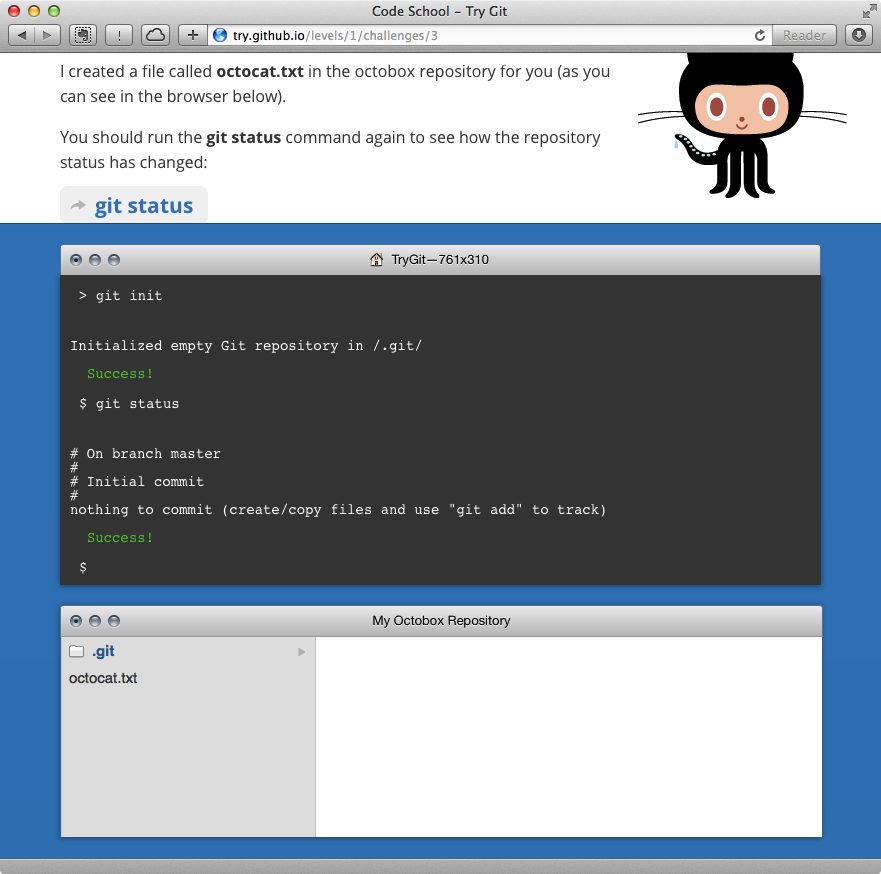 Code School – Try Git
!
+
try.github.io/levels/1/challenges/3
Reader
I created a file called octocat.txt in the octobox repository for you (as you
can see in the browser below).
You should run the git status command again to see how the repository
status has changed:
git status
TryGit—761x310
> git init
Initialized empty Git repository in /.git/
Success!
$ git status
# On branch master
#
# Initial commit
#
nothing to commit (create/copy files and use "git add" to track)
Success!
$
My Octobox Repository
.git
octocat.txt